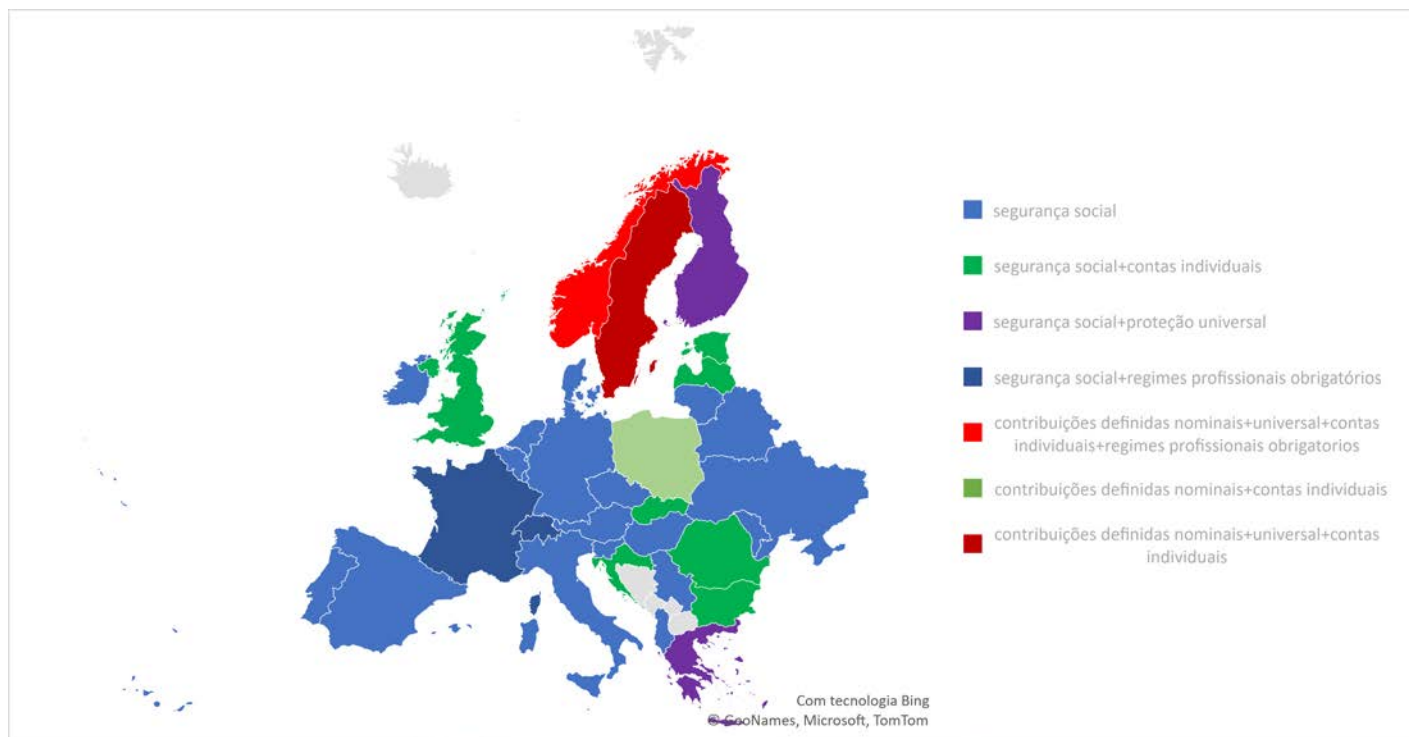 segurança social
segurança social+contas individuais
segurança social+proteção universal
segurança social+regimes profissionais obrigatórios
contribuições definidas nominais+universal+contas
individuais+regimes profissionais obrigatorios
contribuições definidas nominais+contas individuais
contribuições definidas nominais+universal+contas
individuais
Com tecnologia Bing
© GeoNames, Microsoft, TomTom